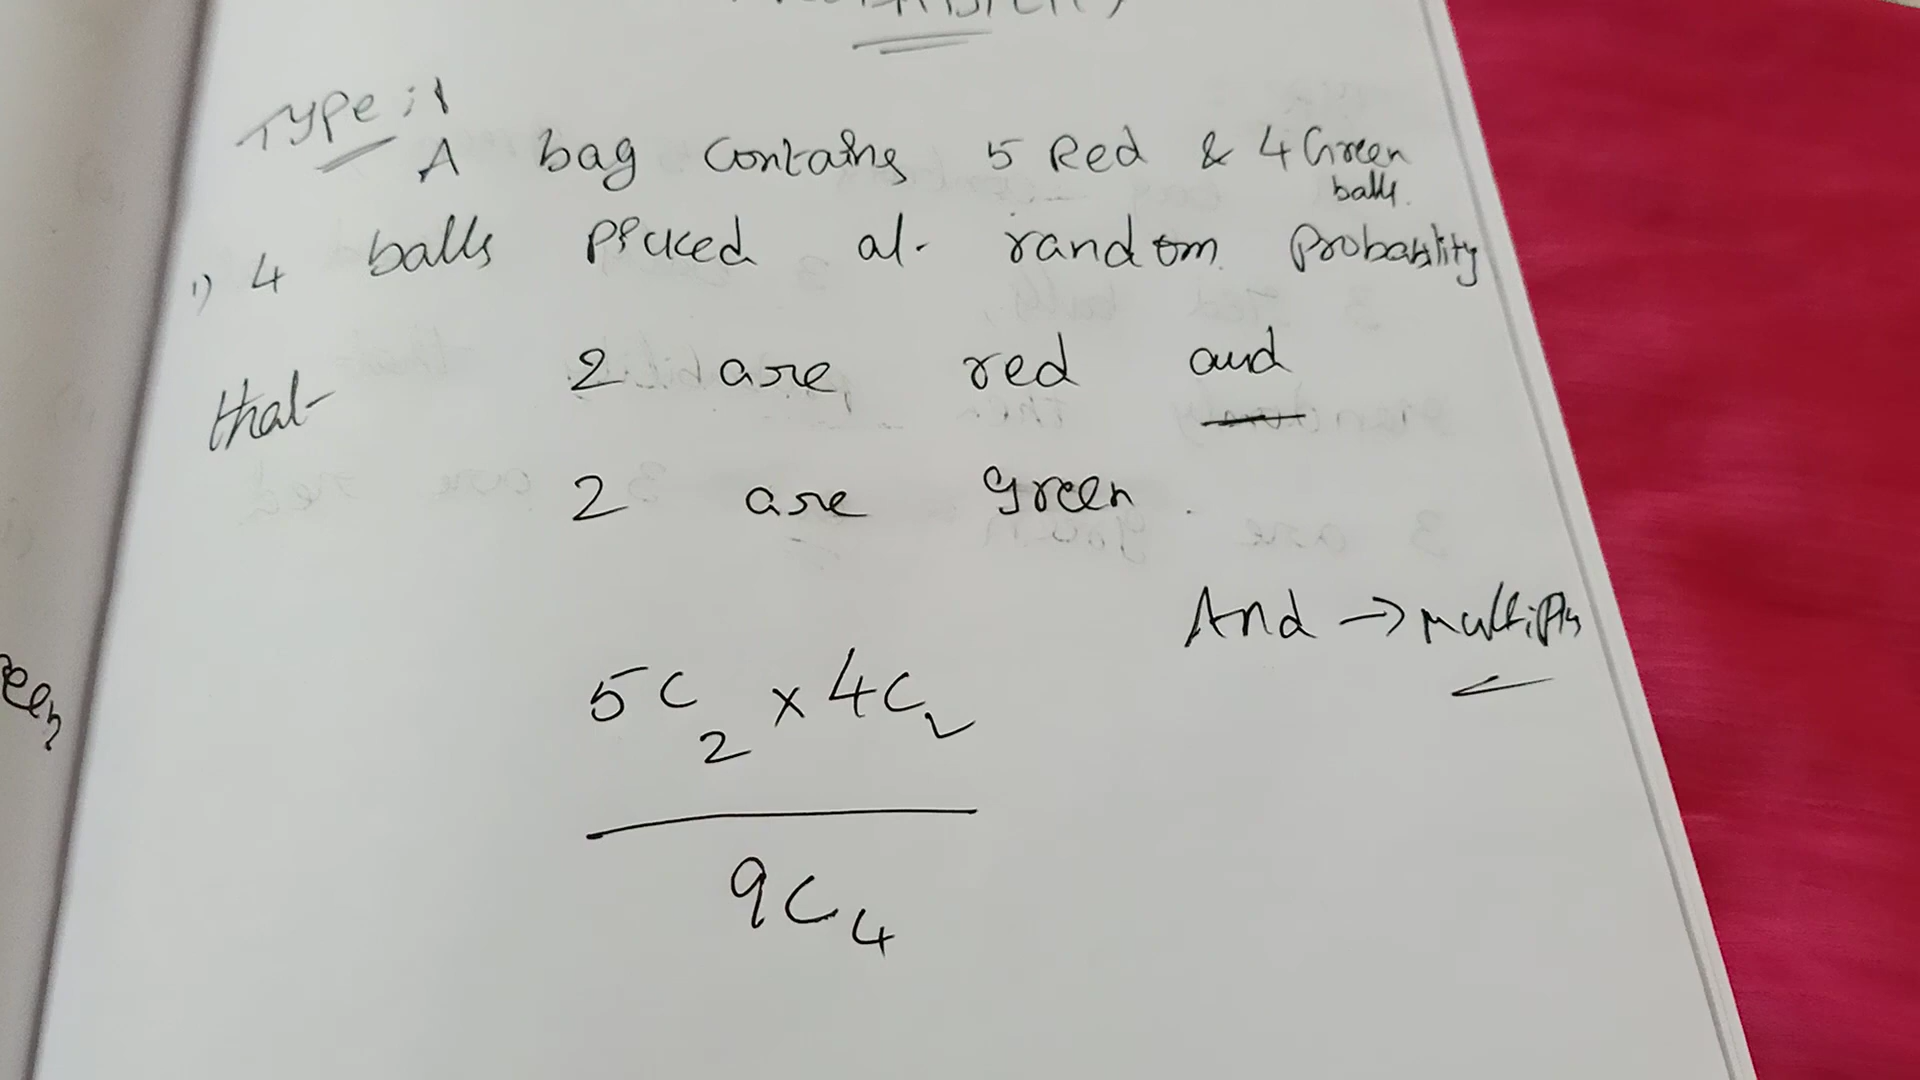 Type: 1
A bag contains 5 Red & 4 Green
balls.
1) 4 balls picked at random. Probability
that 2 are red and
2 are green.
And → multiply
5C2 x 4C2
9C4